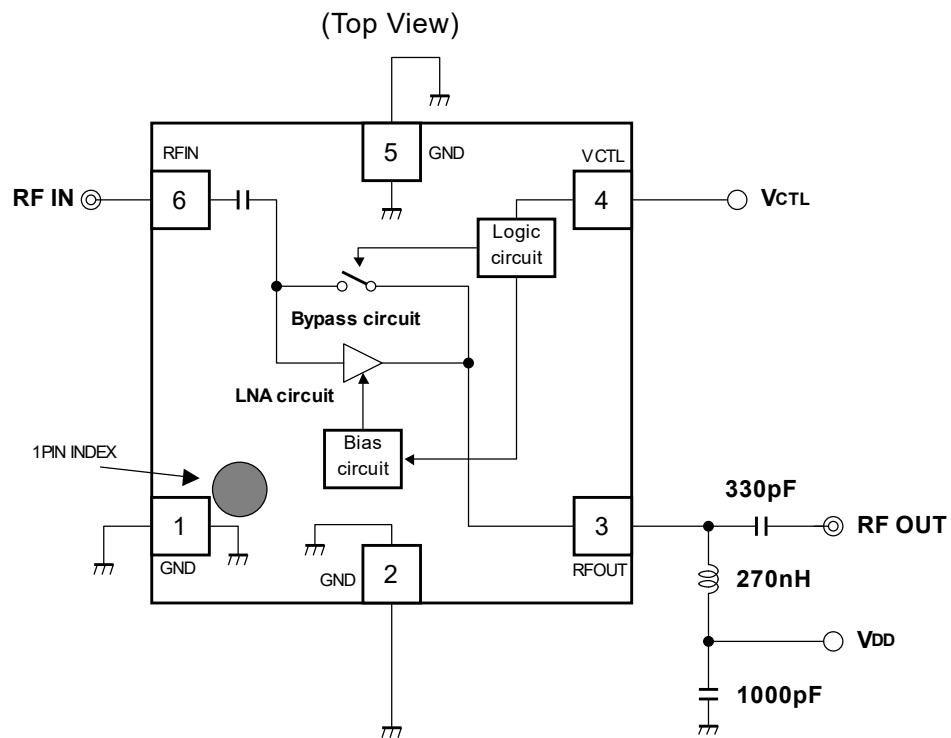 (Top View)
RFIN
5
GND
VCTL
RF IN
6
4
VCTL
Logic
circuit
Bypass circuit
LNA circuit
Bias
circuit
1PIN INDEX
330pF
1
3
RF OUT
GND
GND
2
RFOUT
270nH
VDD
1000pF